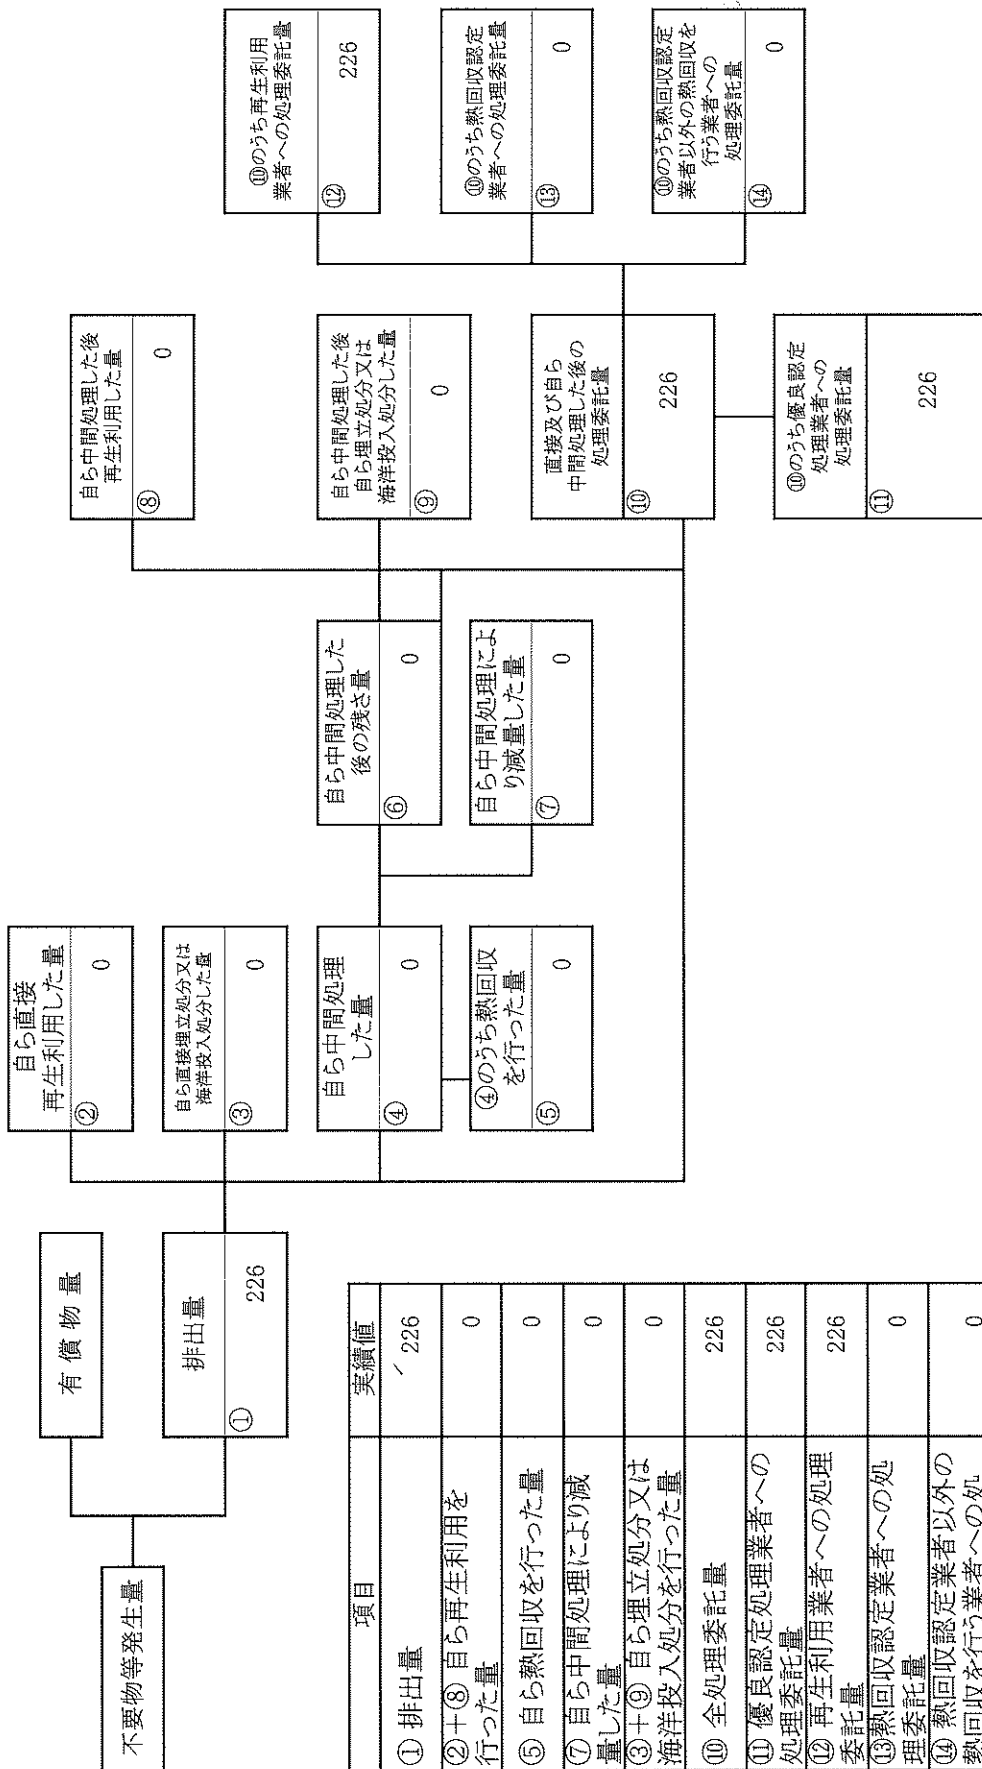 不要物等発生量
有償物量
排出量
① 226
自ら直接
再生利用した量
② 0
自ら直接埋立処分又は
海洋投入処分した量
③ 0
自ら中間処理
した量
④ 0
④のうち熱回収
を行った量
⑤ 0
自ら中間処理した
後の残さ量
⑥ 0
自ら中間処理によ
り減量した量
⑦ 0
自ら中間処理した後
再生利用した量
⑧ 0
自ら中間処理した後
自ら埋立処分又は
海洋投入処分した量
⑨ 0
直接及び自ら
中間処理した後の
処理委託量
⑩ 226
⑩のうち優良認定
処理業者への
処理委託量
⑪ 226
⑩のうち再生利用
業者への処理委託量
⑫ 226
⑩のうち熱回収認定
業者への処理委託量
⑬ 0
⑩のうち熱回収認定
業者以外の熱回収を
行う業者への
処理委託量
⑭ 0
項目 実績値
① 排出量 226
②+⑧ 自ら再生利用を
行った量 0
⑤ 自ら熱回収を行った量 0
⑦ 自ら中間処理により減
量した量 0
③+⑨ 自ら埋立処分又は
海洋投入処分を行った量 0
⑩ 全処理委託量 226
⑪ 優良認定処理業者への
処理委託量 226
⑫ 再生利用業者への処理
委託量 226
⑬熱回収認定業者への処
理委託量 0
⑭ 熱回収認定業者以外の
熱回収を行う業者への処 0